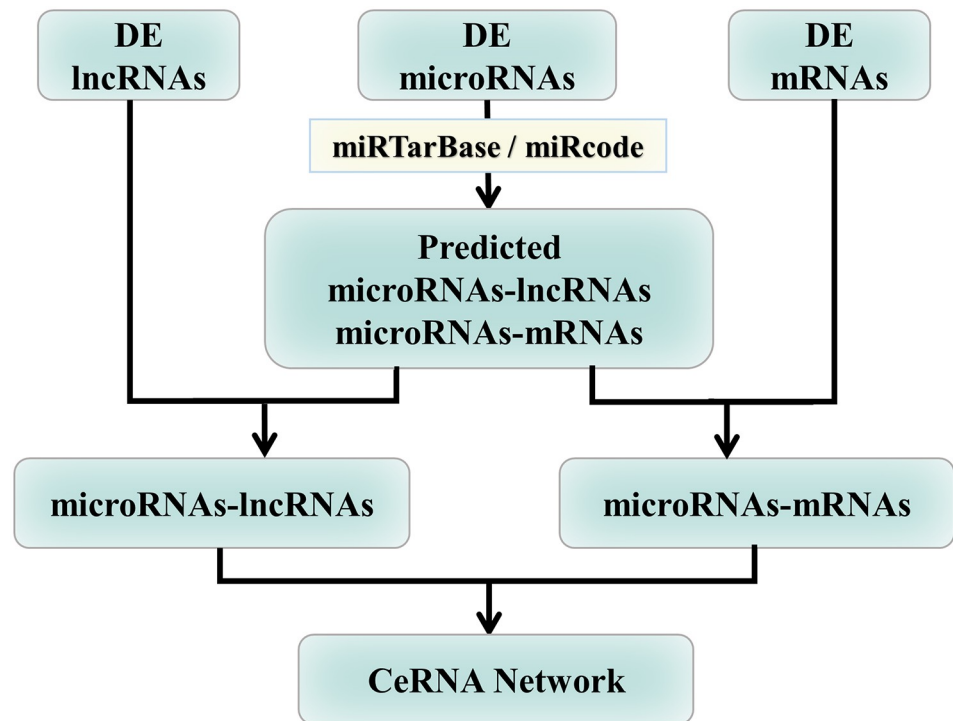 DE
lncRNAs
DE
microRNAs
DE
mRNAs
miRTarBase / miRcode
Predicted
microRNAs-lncRNAs
microRNAs-mRNAs
microRNAs-lncRNAs
microRNAs-mRNAs
CeRNA Network